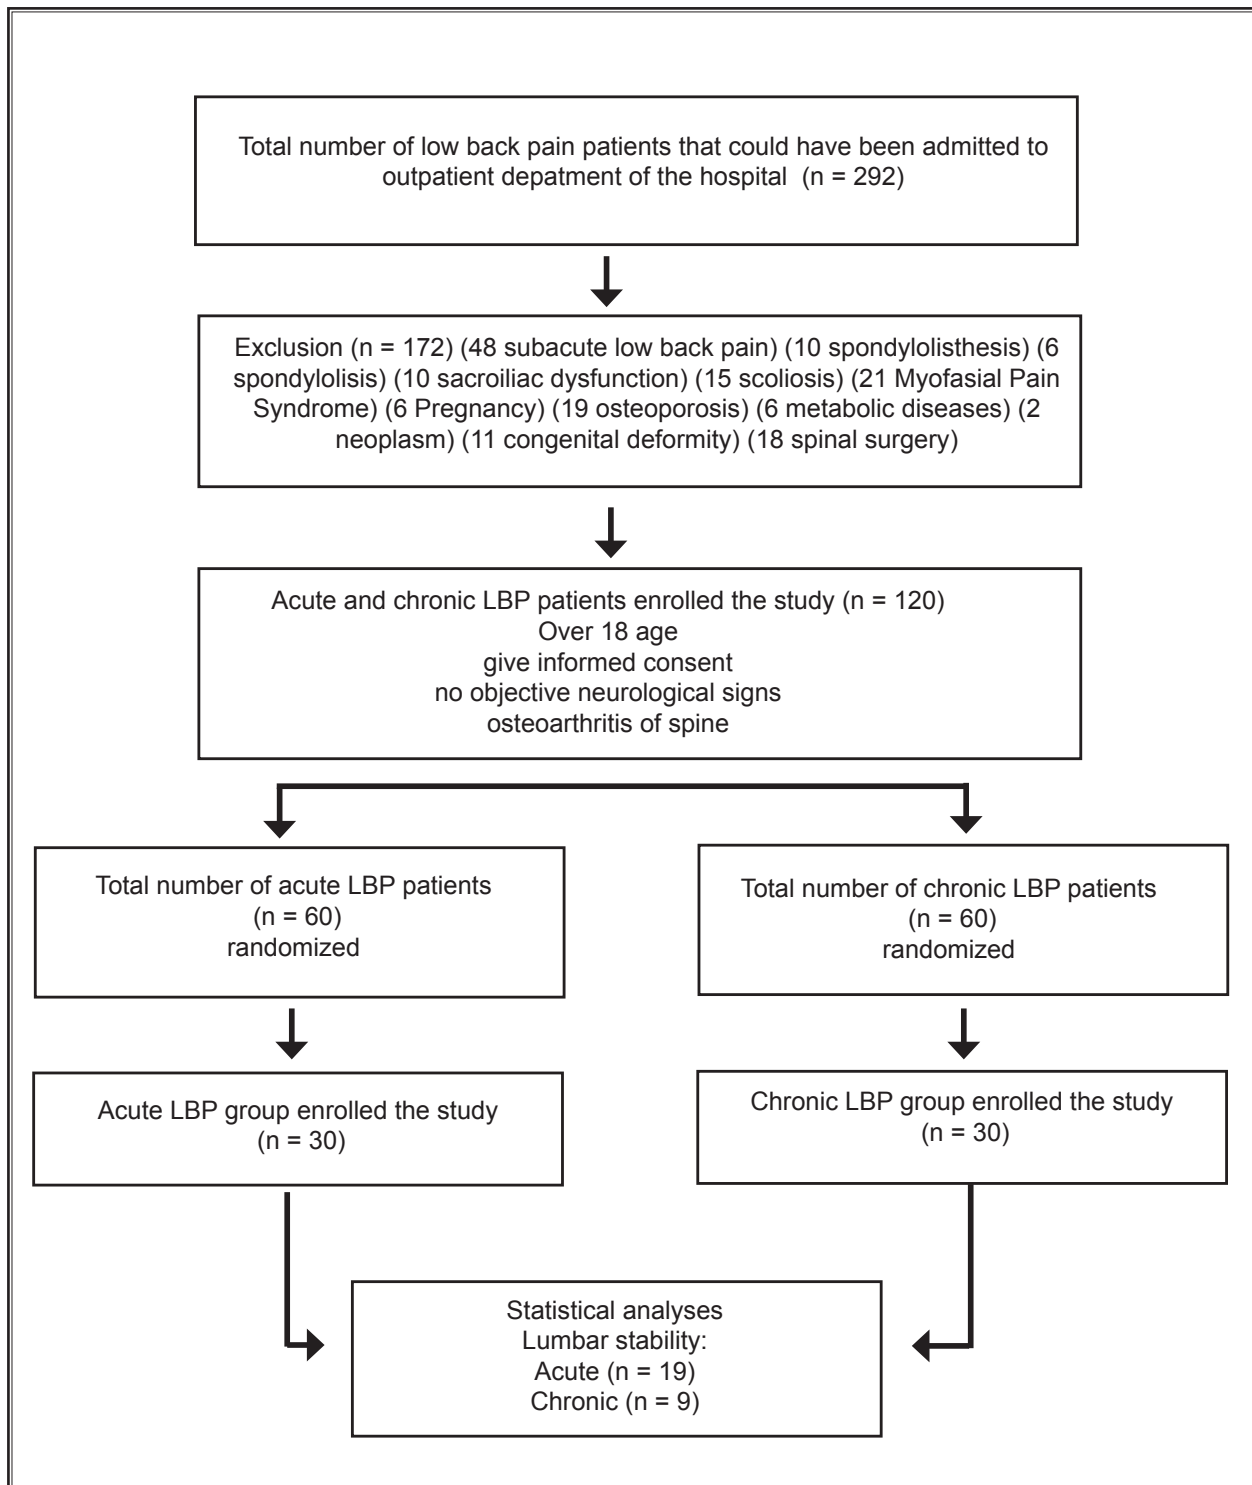 Total number of low back pain patients that could have been admitted to
outpatient depatment of the hospital (n = 292)
Exclusion (n = 172) (48 subacute low back pain) (10 spondylolisthesis) (6
spondylolisis) (10 sacroiliac dysfunction) (15 scoliosis) (21 Myofasial Pain
Syndrome) (6 Pregnancy) (19 osteoporosis) (6 metabolic diseases) (2
neoplasm) (11 congenital deformity) (18 spinal surgery)
Acute and chronic LBP patients enrolled the study (n = 120)
Over 18 age
give informed consent
no objective neurological signs
osteoarthritis of spine
Total number of acute LBP patients
(n = 60)
randomized
Total number of chronic LBP patients
(n = 60)
randomized
Acute LBP group enrolled the study
(n = 30)
Chronic LBP group enrolled the study
(n = 30)
Statistical analyses
Lumbar stability:
Acute (n = 19)
Chronic (n = 9)